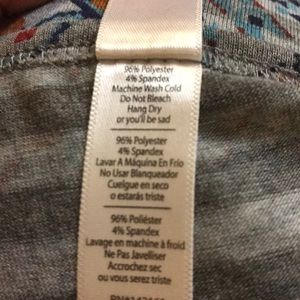 96% Polyester
4% Spandex
Machine Wash Cold
Do Not Bleach
Hang Dry
or you'll be sad
96% Polyester
4% Spandex
Lavar A Máquina En Frio
No Usar Blanqueador
Cuelgue en seco
o estarás triste
96% Poliéster
4% Spandex
Lavage en machine à froid
Ne Pas Javelliser
Accrochez sec
ou vous serez triste